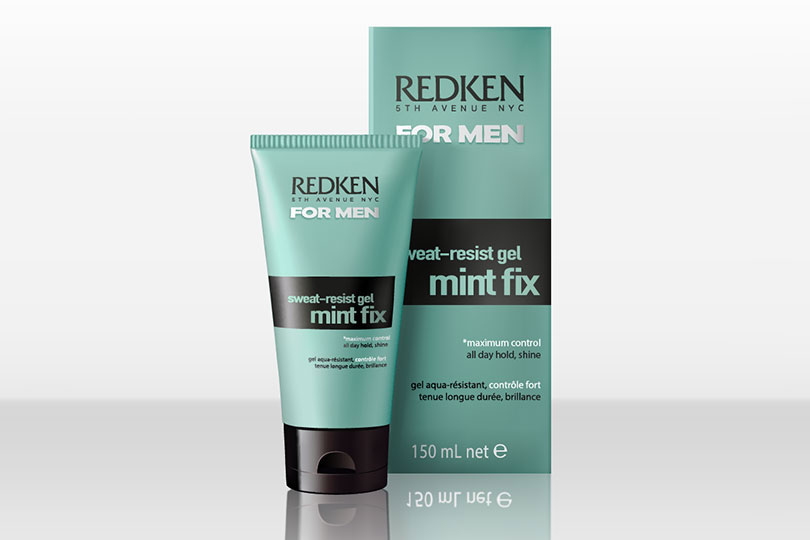 REDKEN
5TH AVENUE NYC
FOR MEN
sweat-resist gel
mint fix
*maximum control
all day hold, shine
gel aqua-résistant, contrôle fort
tenue longue durée, brillance
REDKEN
5TH AVENUE NYC
FOR MEN
weat-resist gel
mint fix
*maximum control
all day hold, shine
gel aqua-résistant, contrôle fort
tenue longue durée, brillance
150 mL net e